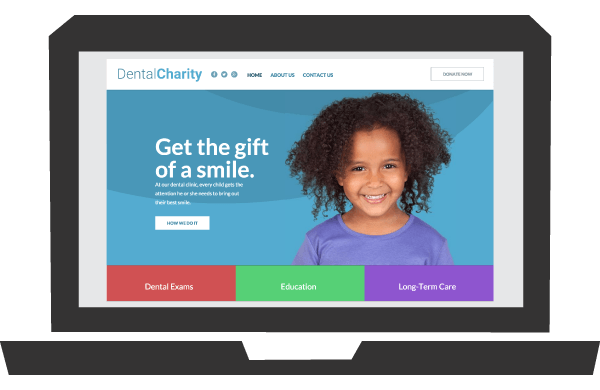 DentalCharity
HOME ABOUT US CONTACT US
DONATE NOW
Get the gift
of a smile.
At our dental clinic, every child gets the
attention he or she needs to bring out
their best smile.
HOW WE DO IT
Dental Exams
Education
Long-Term Care